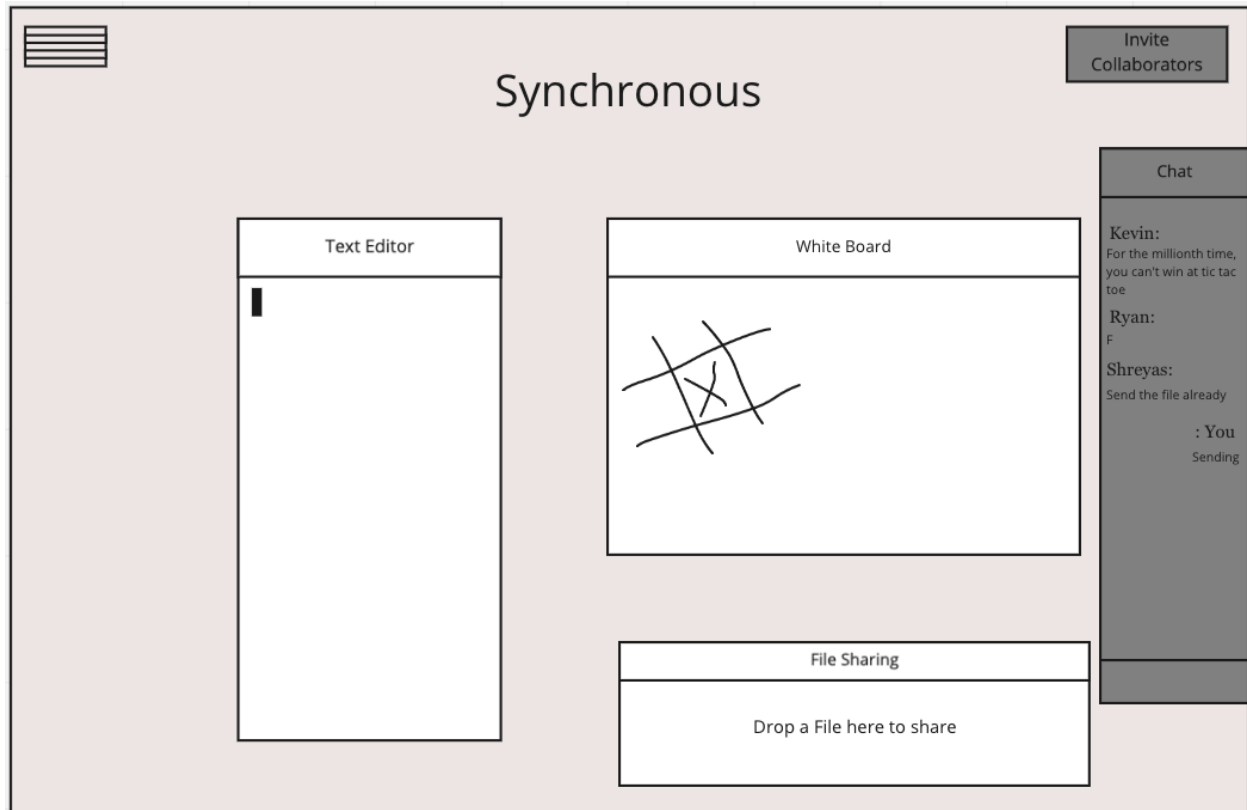 Invite
Collaborators
Synchronous
Text Editor
White Board
File Sharing
Drop a File here to share
Chat
Kevin:
For the millionth time,
you can't win at tic tac
toe
Ryan:
F
Shreyas:
Send the file already
: You
Sending